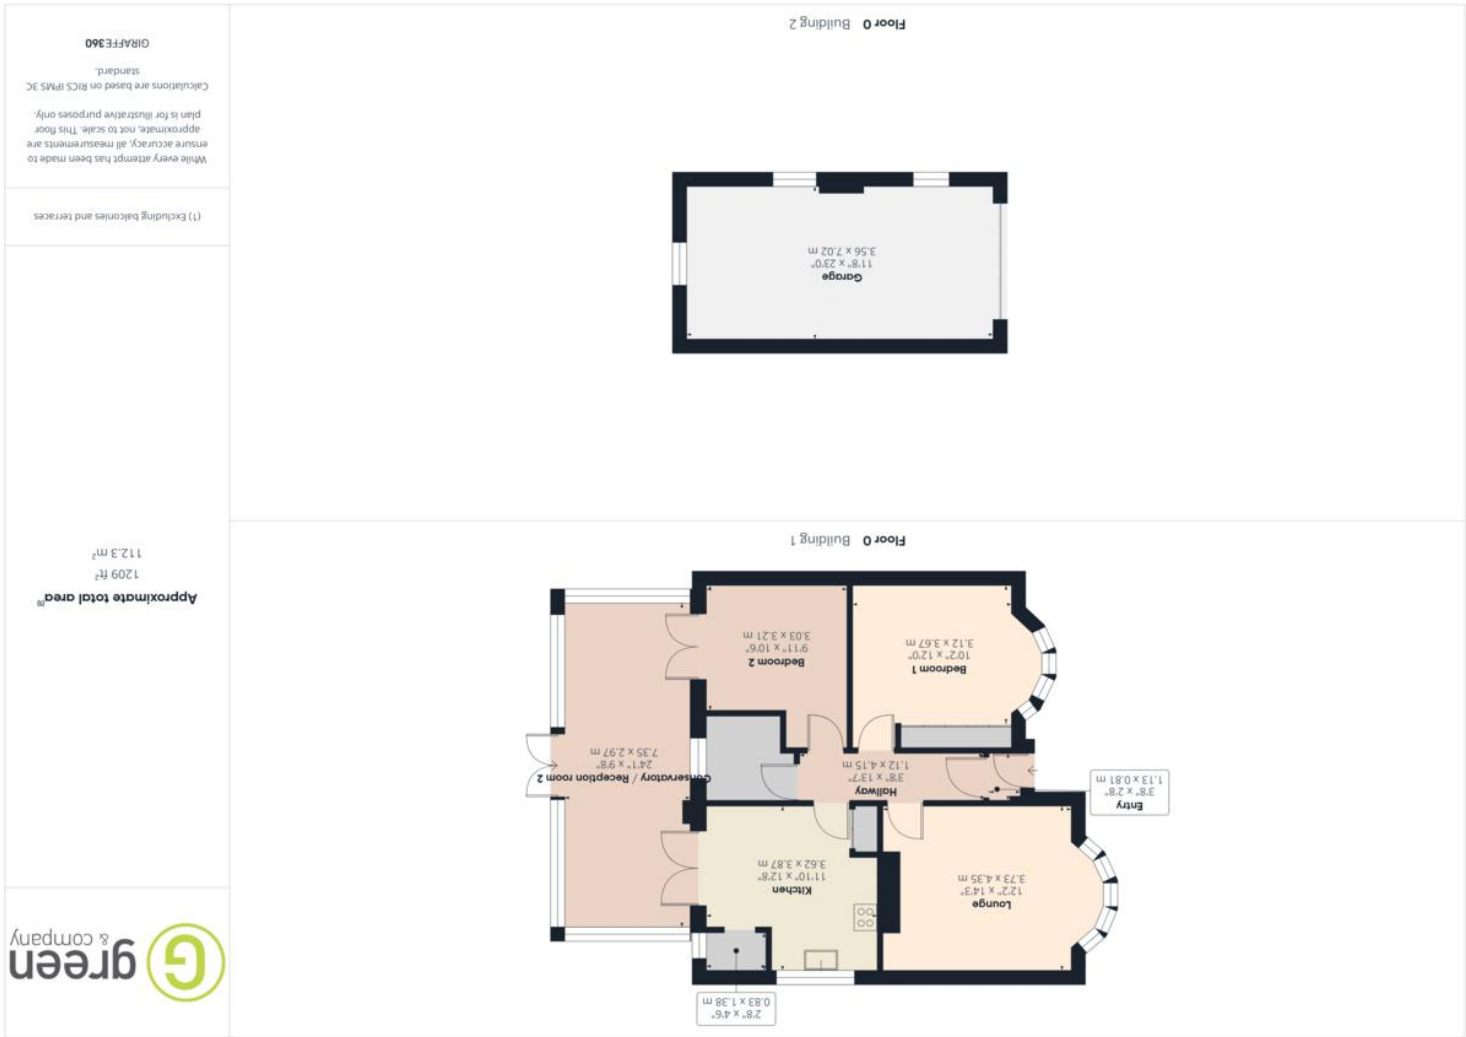 green
& company
Approximate total area(1)
1209 ft²
112.3 m²
(1) Excluding balconies and terraces
While every attempt has been made to
ensure accuracy, all measurements are
approximate, not to scale. This floor
plan is for illustrative purposes only.
Calculations are based on RICS IPMS 3C
standard.
GIRAFFE360
2'8" x 4'6"
0.83 x 1.38 m
Lounge
12'2" x 14'3"
3.73 x 4.35 m
Kitchen
11'10" x 12'8"
3.62 x 3.87 m
Entry
3'8" x 2'8"
1.13 x 0.81 m
Hallway
3'8" x 13'7"
1.12 x 4.15 m
Conservatory / Reception room 2
24'1" x 9'8"
7.35 x 2.97 m
Bedroom 1
10'2" x 12'0"
3.12 x 3.67 m
Bedroom 2
9'11" x 10'6"
3.03 x 3.21 m
Floor 0 Building 1
Garage
11'8" x 23'0"
3.56 x 7.02 m
Floor 0 Building 2